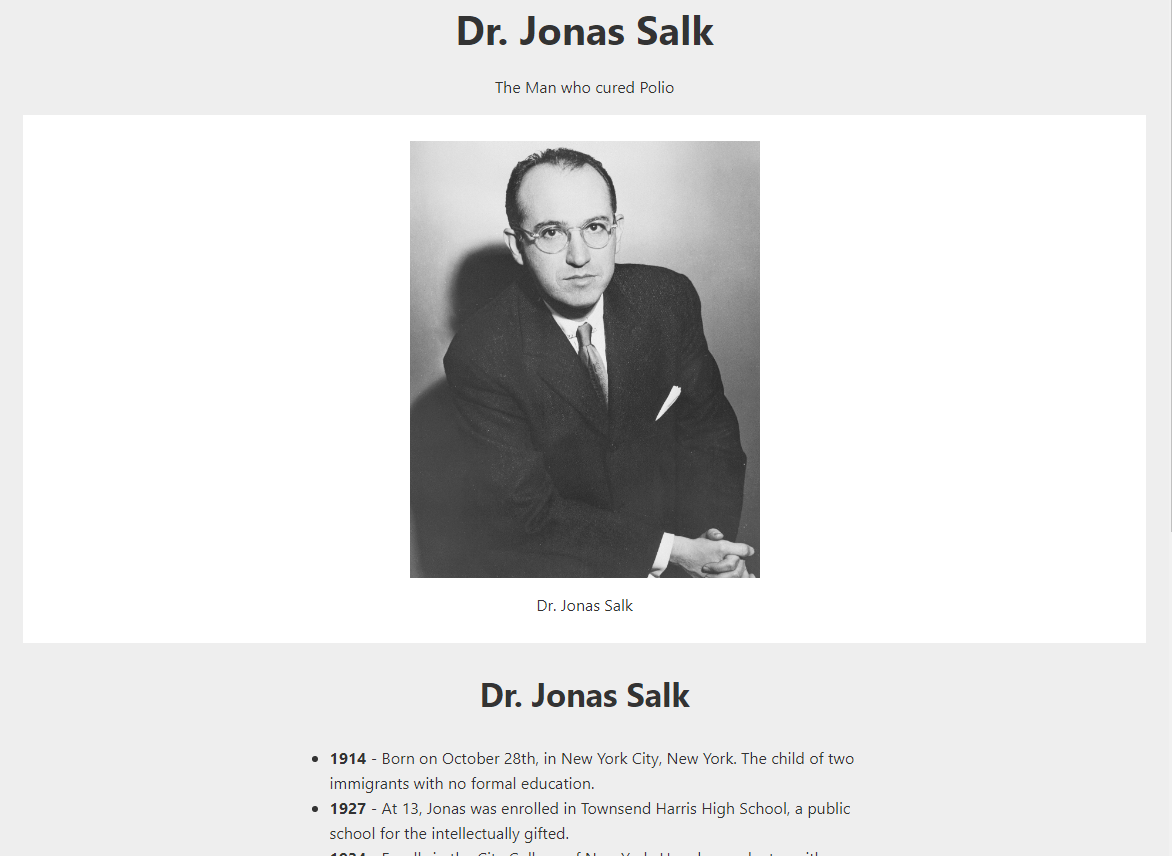 Dr. Jonas Salk
The Man who cured Polio
Dr. Jonas Salk
Dr. Jonas Salk
1914 - Born on October 28th, in New York City, New York. The child of two
immigrants with no formal education.
1927 - At 13, Jonas was enrolled in Townsend Harris High School, a public
school for the intellectually gifted.